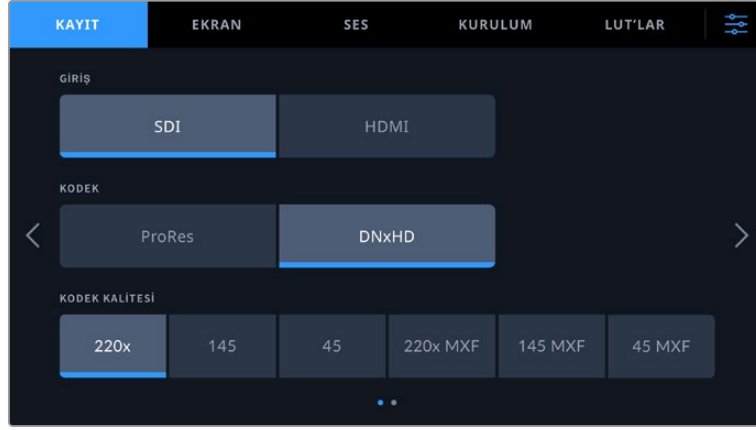 KAYIT EKRAN SES KURULUM LUT'LAR
GİRİŞ
SDI HDMI
KODEK
ProRes DNxHD
KODEK KALİTESİ
220x 145 45 220x MXF 145 MXF 45 MXF